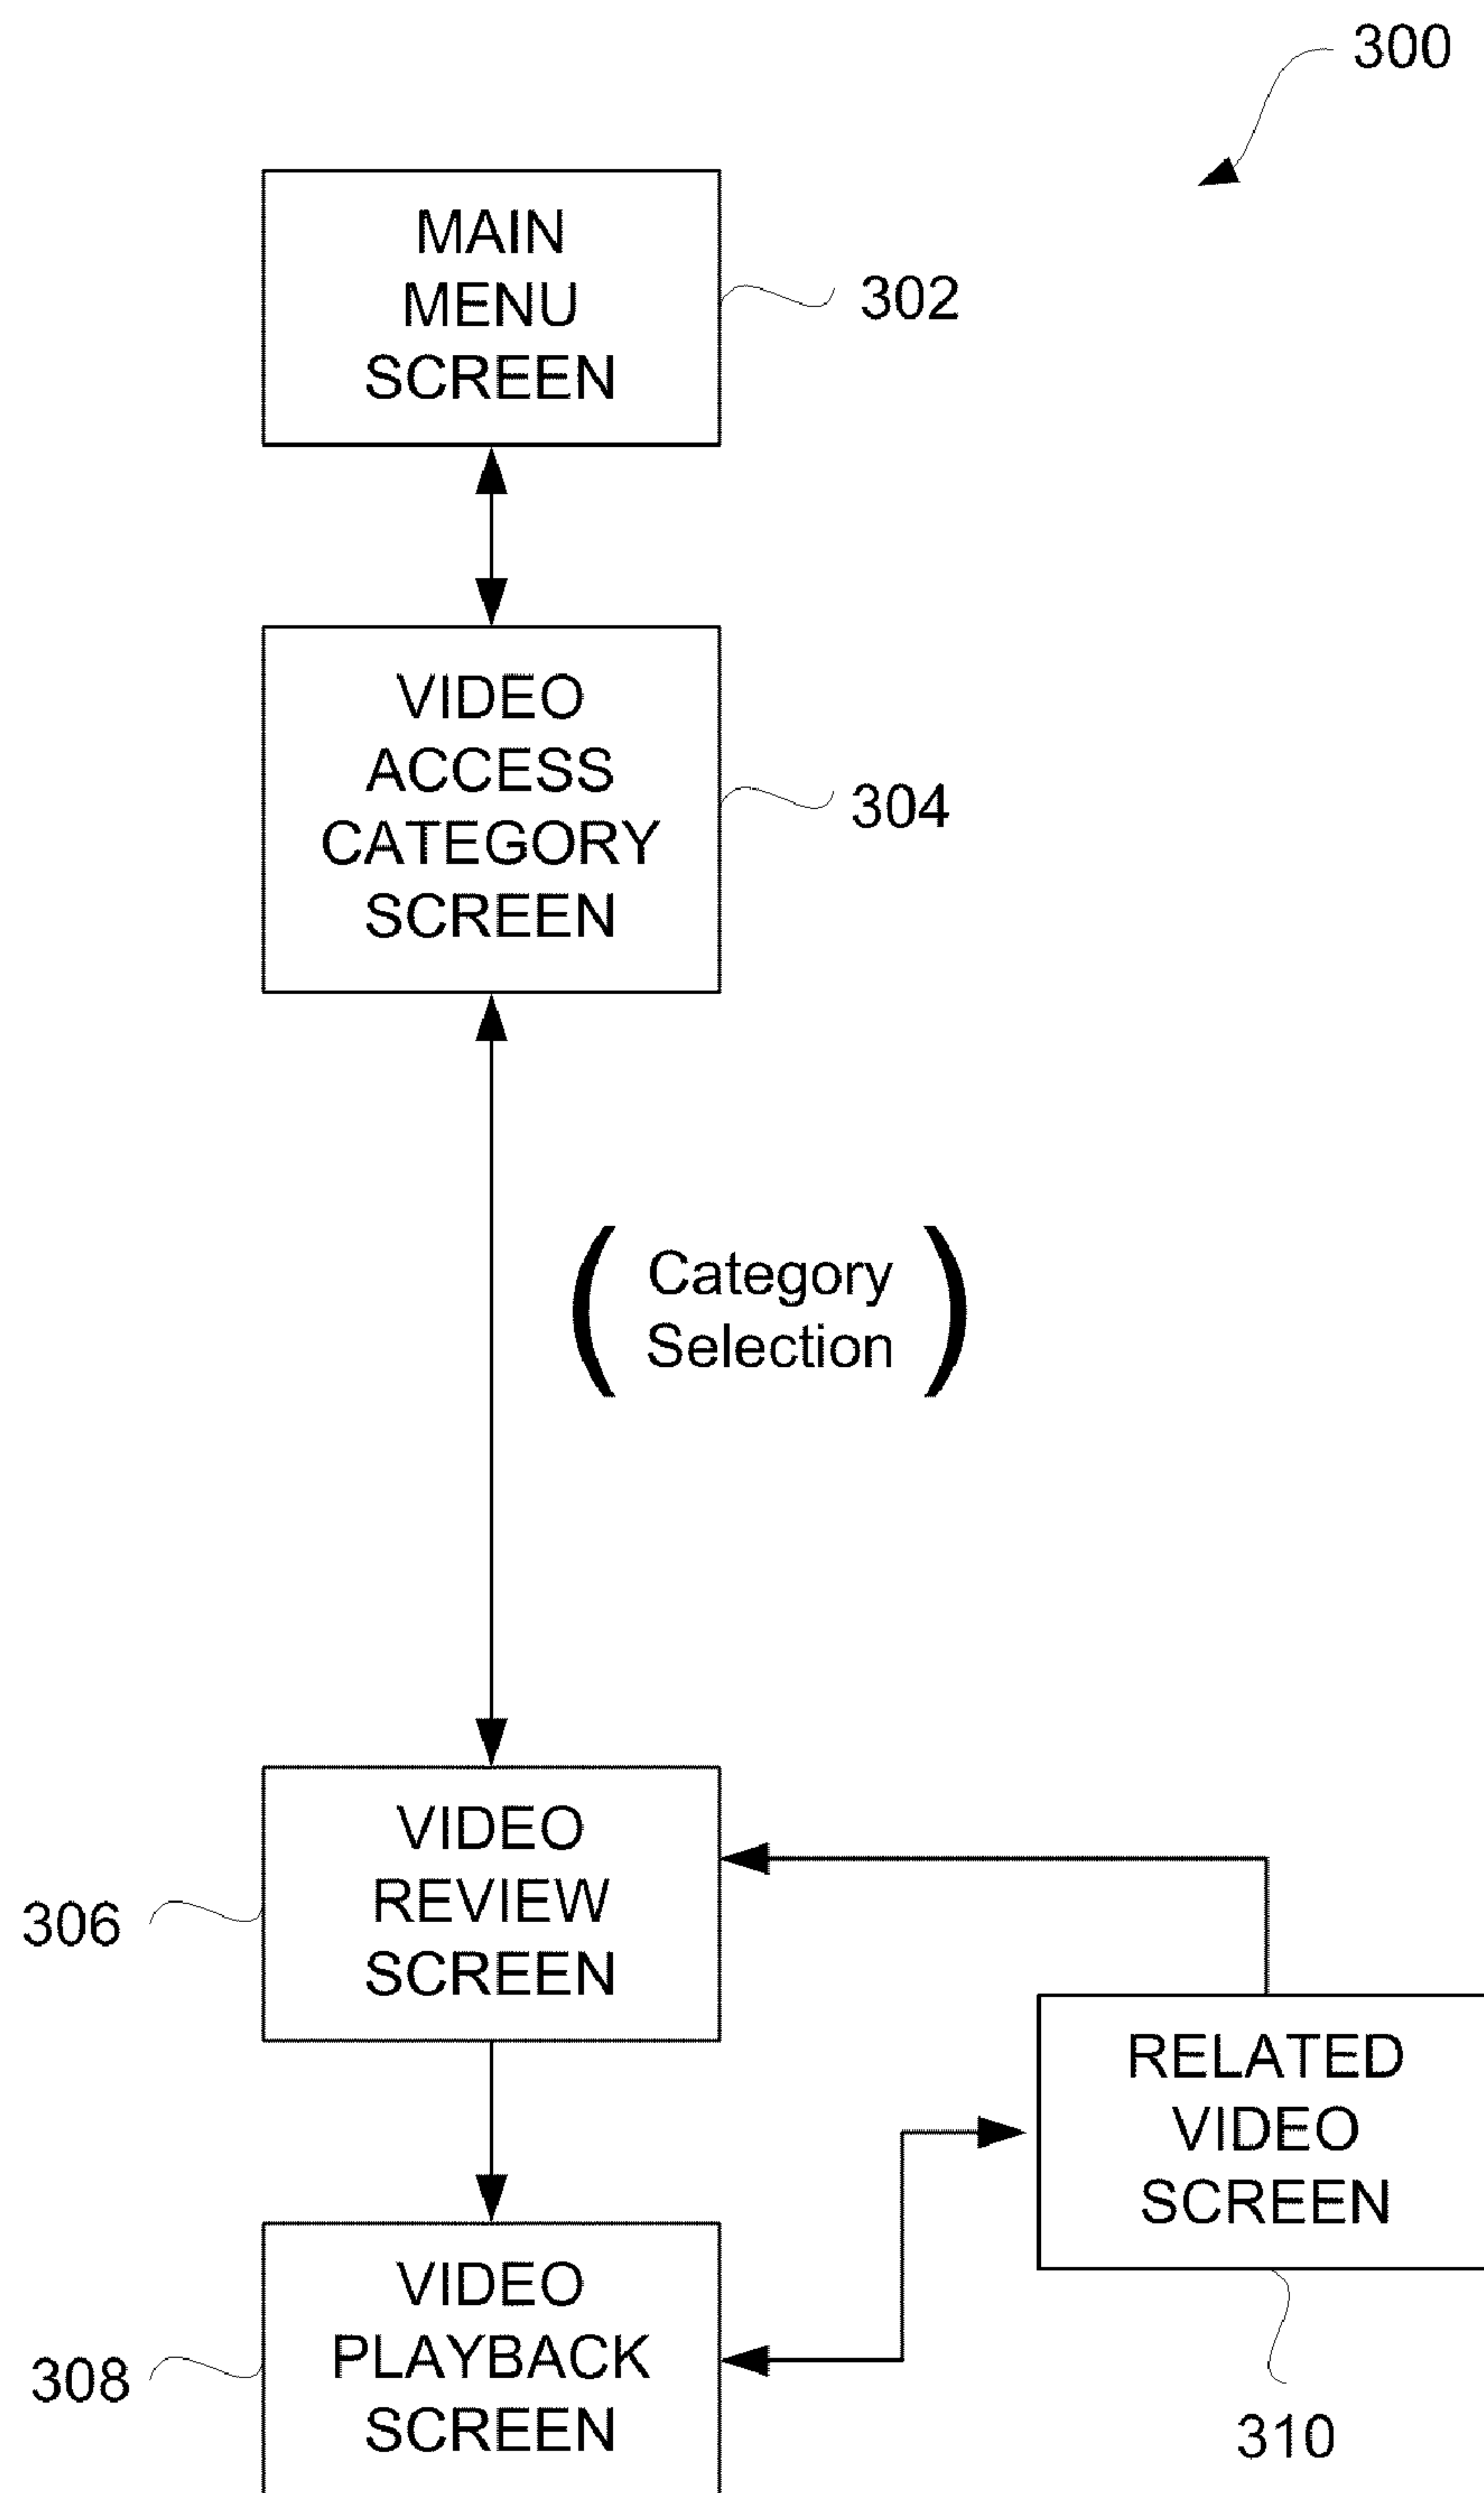 300
MAIN
MENU
SCREEN
302
VIDEO
ACCESS
CATEGORY
SCREEN
304
( Category
Selection )
VIDEO
REVIEW
SCREEN
306
RELATED
VIDEO
SCREEN
310
VIDEO
PLAYBACK
SCREEN
308